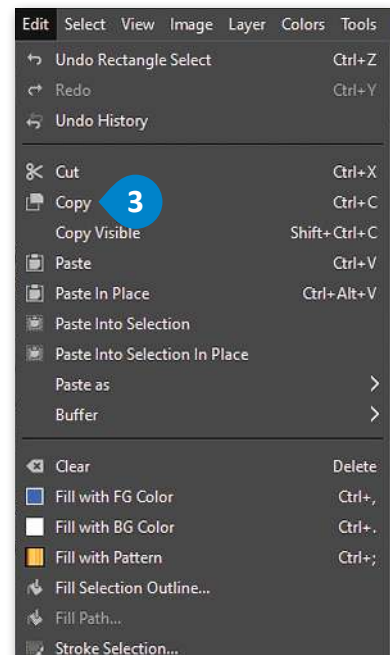 Edit Select View Image Layer Colors Tools
Undo Rectangle Select Ctrl+Z
Redo Ctrl+Y
Undo History
Cut Ctrl+X
Copy 3 Ctrl+C
Copy Visible Shift+Ctrl+C
Paste Ctrl+V
Paste In Place Ctrl+Alt+V
Paste Into Selection
Paste Into Selection In Place
Paste as
Buffer
Clear Delete
Fill with FG Color Ctrl+,
Fill with BG Color Ctrl+.
Fill with Pattern Ctrl+;
Fill Selection Outline...
Fill Path...
Stroke Selection...